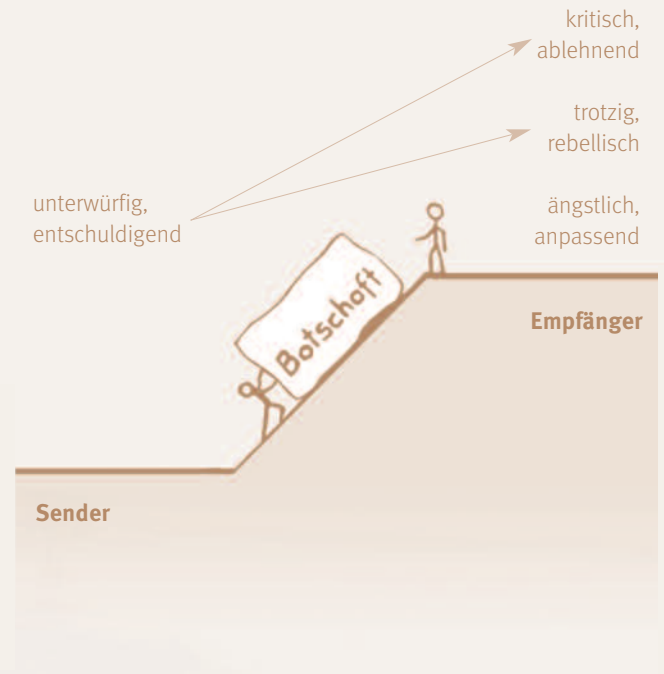 kritisch,
ablehnend
trotzig,
rebellisch
unterwürfig,
entschuldigend
ängstlich,
anpassend
Botschaft
Empfänger
Sender